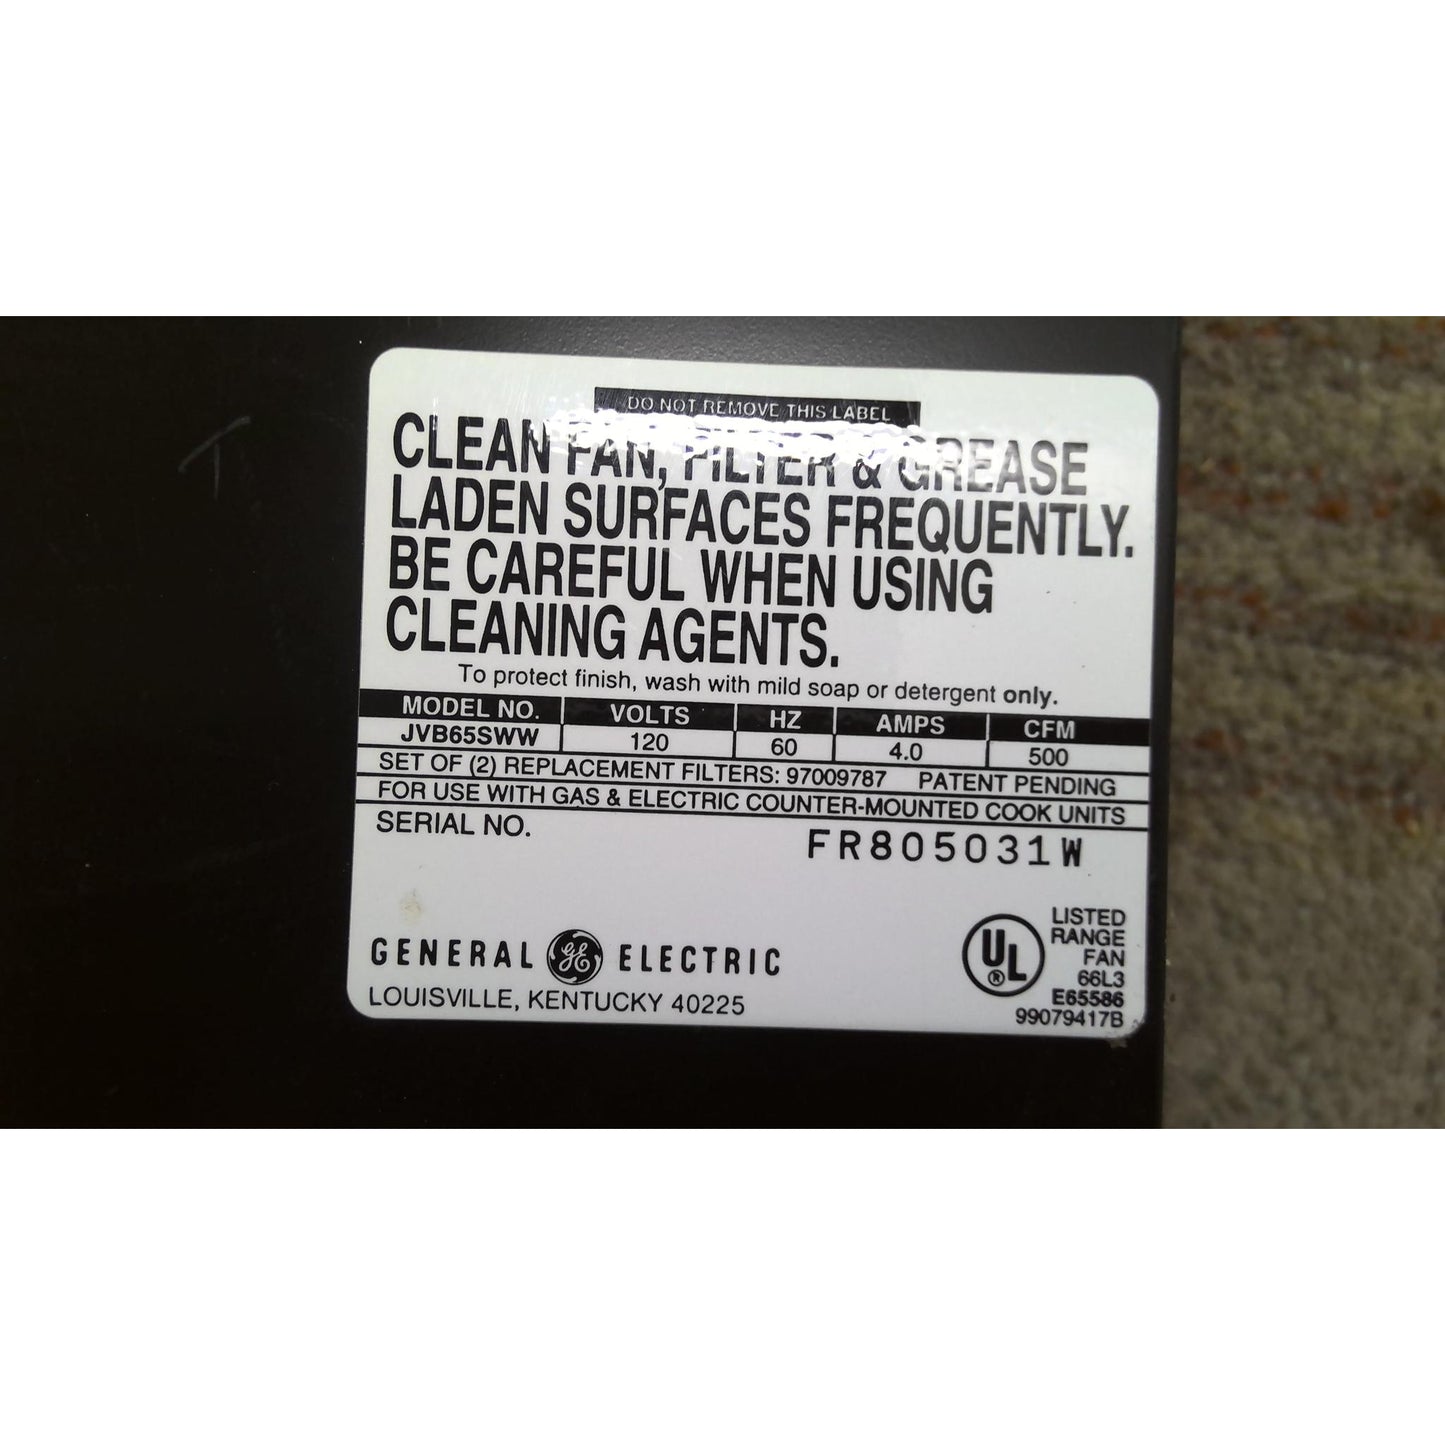 DO NOT REMOVE THIS LABEL
CLEAN FAN, FILTER & GREASE
LADEN SURFACES FREQUENTLY.
BE CAREFUL WHEN USING
CLEANING AGENTS.
To protect finish, wash with mild soap or detergent only.
MODEL NO. VOLTS HZ AMPS CFM
JVB65SWW 120 60 4.0 500
SET OF (2) REPLACEMENT FILTERS: 97009787 PATENT PENDING
FOR USE WITH GAS & ELECTRIC COUNTER-MOUNTED COOK UNITS
SERIAL NO. FR805031W
GENERAL GE ELECTRIC
LOUISVILLE, KENTUCKY 40225
UL®
LISTED
RANGE
FAN
66L3
E65586
99079417B